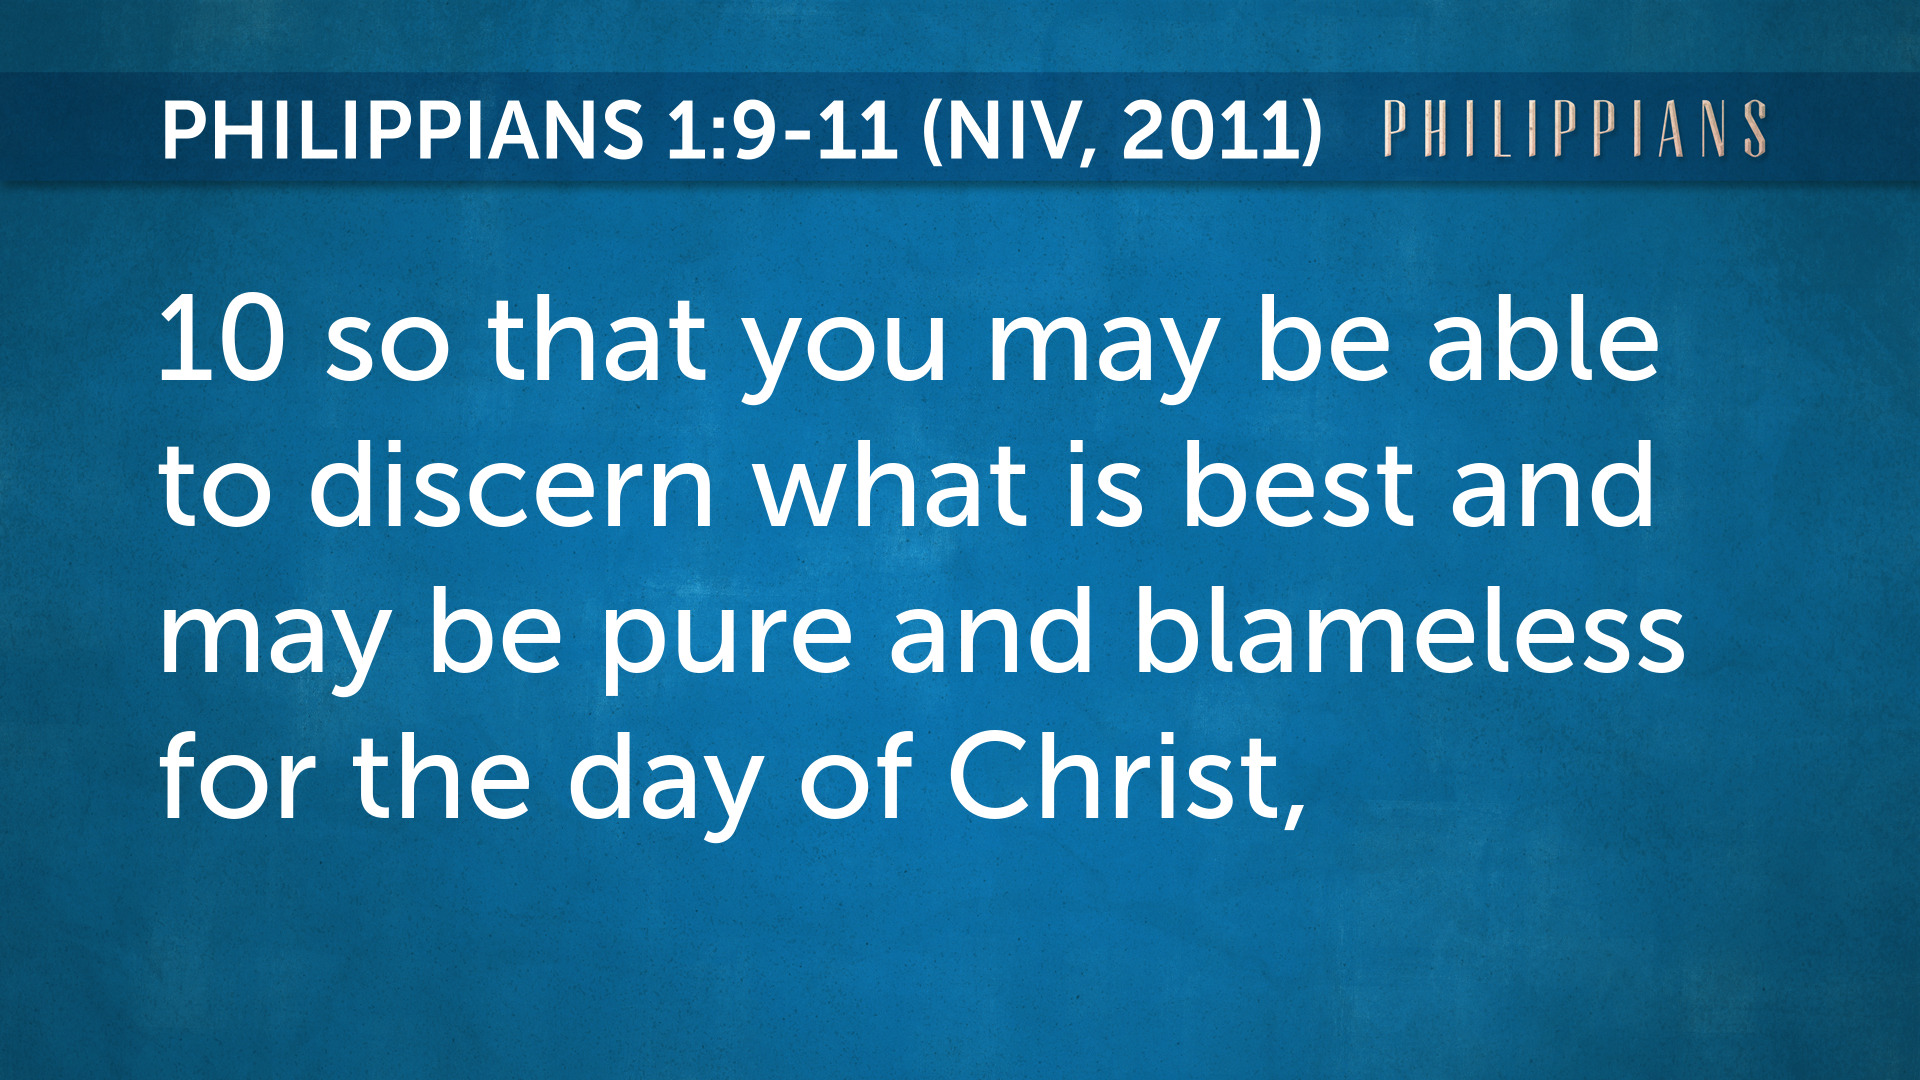 PHILIPPIANS 1:9-11 (NIV, 2011) PHILIPPIANS
10 so that you may be able
to discern what is best and
may be pure and blameless
for the day of Christ,